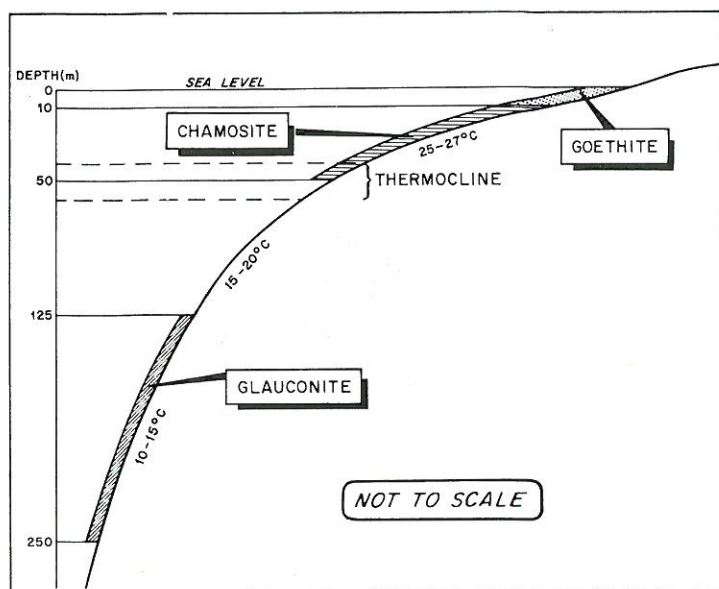 DEPTH (m)
SEA LEVEL
0
10
CHAMOSITE
25-27°C
GOETHITE
50
THERMOCLINE
15-20°C
125
GLAUCONITE
10-15°C
NOT TO SCALE
250